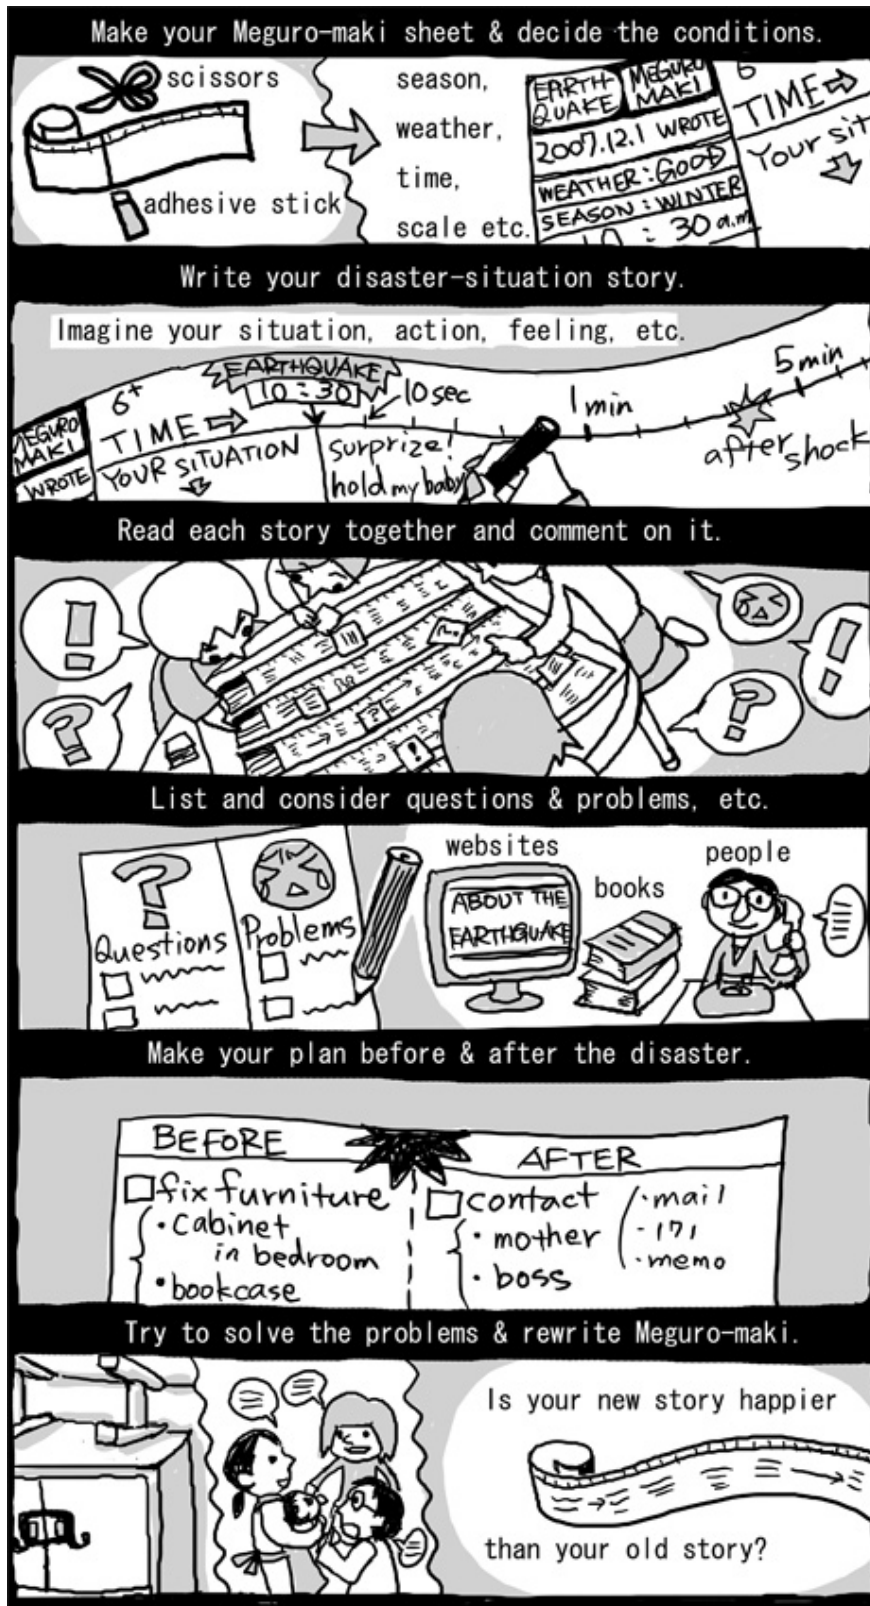 Make your Meguro-maki sheet & decide the conditions.
scissors
adhesive stick
season,
weather,
time,
scale etc.
EARTH-
QUAKE
MEGURO
MAKI
2007.12.1 WROTE
WEATHER:GOOD
SEASON:WINTER
10:30 a.m
6
TIME
Your sit
Write your disaster-situation story.
Imagine your situation, action, feeling, etc.
EARTHQUAKE
10:30
10sec
1min
5min
after shock
MEGURO
MAKI
WROTE
6+
TIME
YOUR SITUATION
surprize!
hold my baby
Read each story together and comment on it.
!
?
!
?
List and consider questions & problems, etc.
?
Questions
Problems
websites
ABOUT THE
EARTHQUAKE
books
people
Make your plan before & after the disaster.
BEFORE
□fix furniture
・Cabinet
in bedroom
・bookcase
AFTER
□contact
・mother
・boss
・mail
・171
・memo
Try to solve the problems & rewrite Meguro-maki.
Is your new story happier
than your old story?